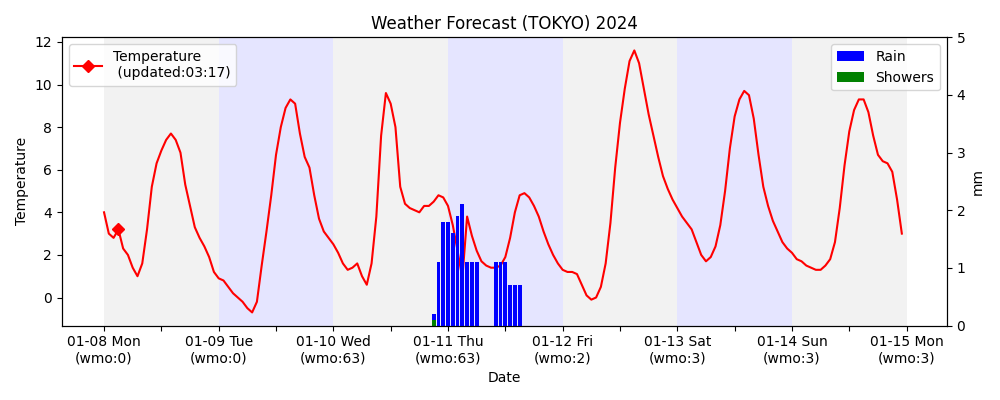 Weather Forecast (TOKYO) 2024
Temperature
(updated:03:17)
Rain
Showers
12
10
8
6
4
2
0
Temperature
5
4
3
2
1
0
mm
01-08 Mon
(wmo:0)
01-09 Tue
(wmo:0)
01-10 Wed
(wmo:63)
01-11 Thu
(wmo:63)
01-12 Fri
(wmo:2)
01-13 Sat
(wmo:3)
01-14 Sun
(wmo:3)
01-15 Mon
(wmo:3)
Date